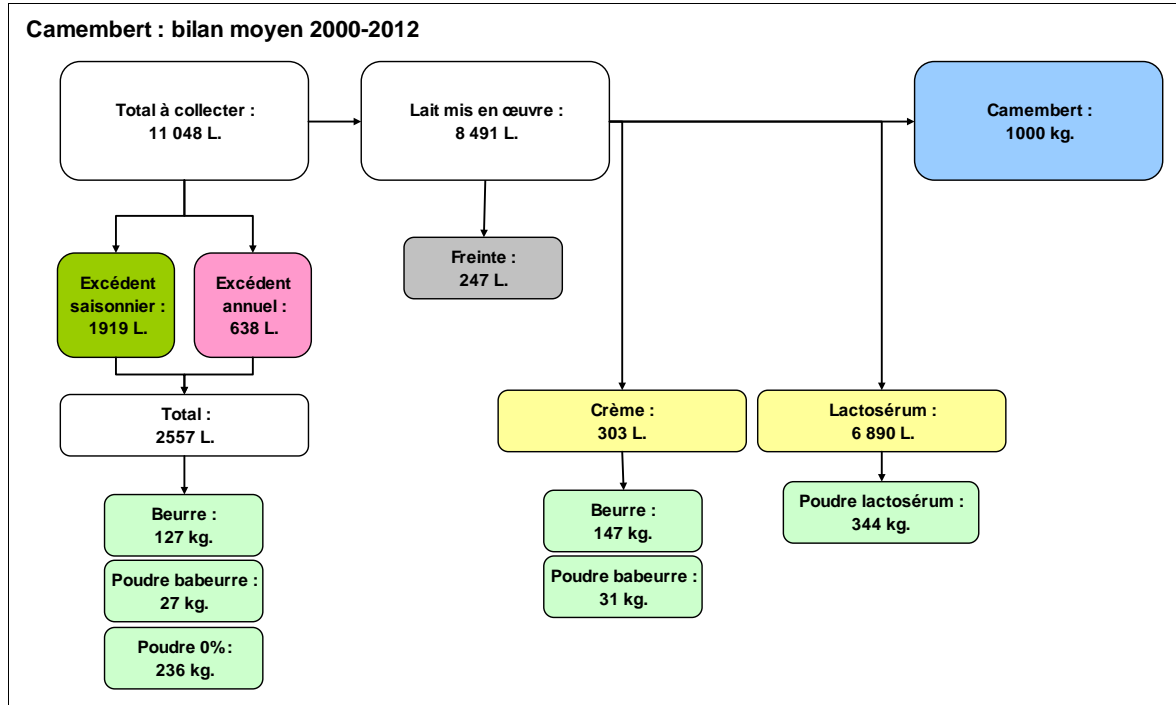 Camembert : bilan moyen 2000-2012
Total à collecter :
11 048 L.
Lait mis en œuvre :
8 491 L.
Camembert :
1000 kg.
Freinte :
247 L.
Excédent
saisonnier :
1919 L.
Excédent
annuel :
638 L.
Total :
2557 L.
Crème :
303 L.
Lactosérum :
6 890 L.
Beurre :
127 kg.
Poudre babeurre :
27 kg.
Poudre 0%:
236 kg.
Beurre :
147 kg.
Poudre babeurre :
31 kg.
Poudre lactosérum :
344 kg.